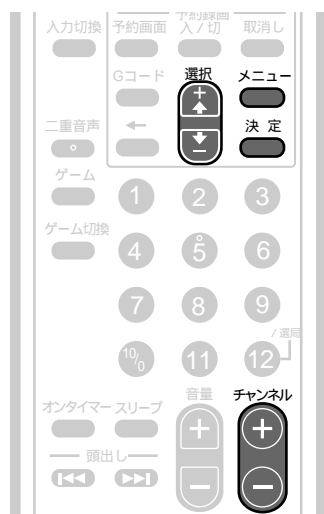 予約録画
入力切換 予約画面 入/切 取消し
Gコード 選択 メニュー
+
二重音声 ← 決 定
−
ゲーム
1 2 3
ゲーム切換
4 5 6
7 8 9
/選局
10/0 11 12
オンタイマー スリープ 音量 チャンネル
+ +
頭出し
− −